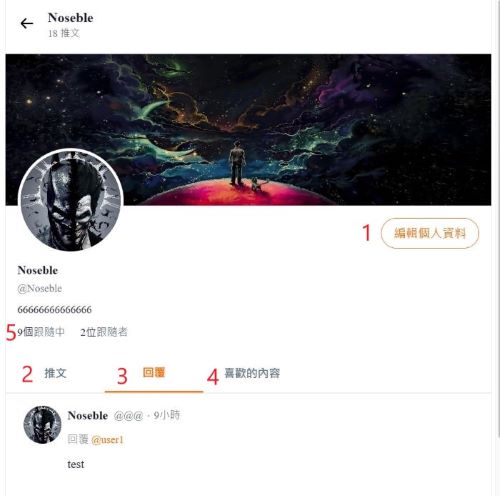 Noseble
18 推文
1 編輯個人資料
Noseble
@Noseble
66666666666666
5 9個跟隨中 2位跟隨者
2 推文 3 回覆 4 喜歡的內容
Noseble @@@ · 9小時
回覆 @user1
test